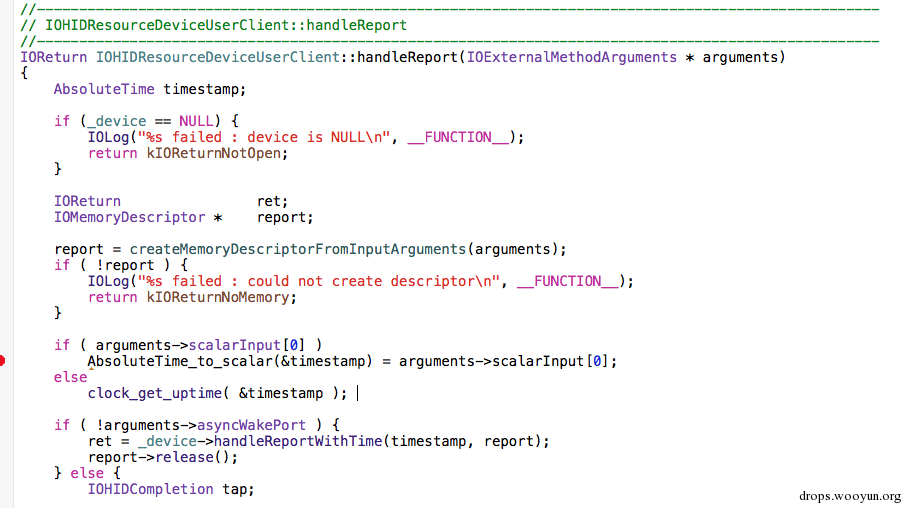 //----------------------------------------------------------------------------------------------------
// IOHIDResourceDeviceUserClient::handleReport
//----------------------------------------------------------------------------------------------------
IOReturn IOHIDResourceDeviceUserClient::handleReport(IOExternalMethodArguments * arguments)
{
    AbsoluteTime timestamp;

    if (_device == NULL) {
        IOLog("%s failed : device is NULL\n", __FUNCTION__);
        return kIOReturnNotOpen;
    }

    IOReturn                ret;
    IOMemoryDescriptor *    report;

    report = createMemoryDescriptorFromInputArguments(arguments);
    if ( !report ) {
        IOLog("%s failed : could not create descriptor\n", __FUNCTION__);
        return kIOReturnNoMemory;
    }

    if ( arguments->scalarInput[0] )
        AbsoluteTime_to_scalar(&timestamp) = arguments->scalarInput[0];
    else
        clock_get_uptime( &timestamp );

    if ( !arguments->asyncWakePort ) {
        ret = _device->handleReportWithTime(timestamp, report);
        report->release();
    } else {
        IOHIDCompletion tap;
drops.wooyun.org